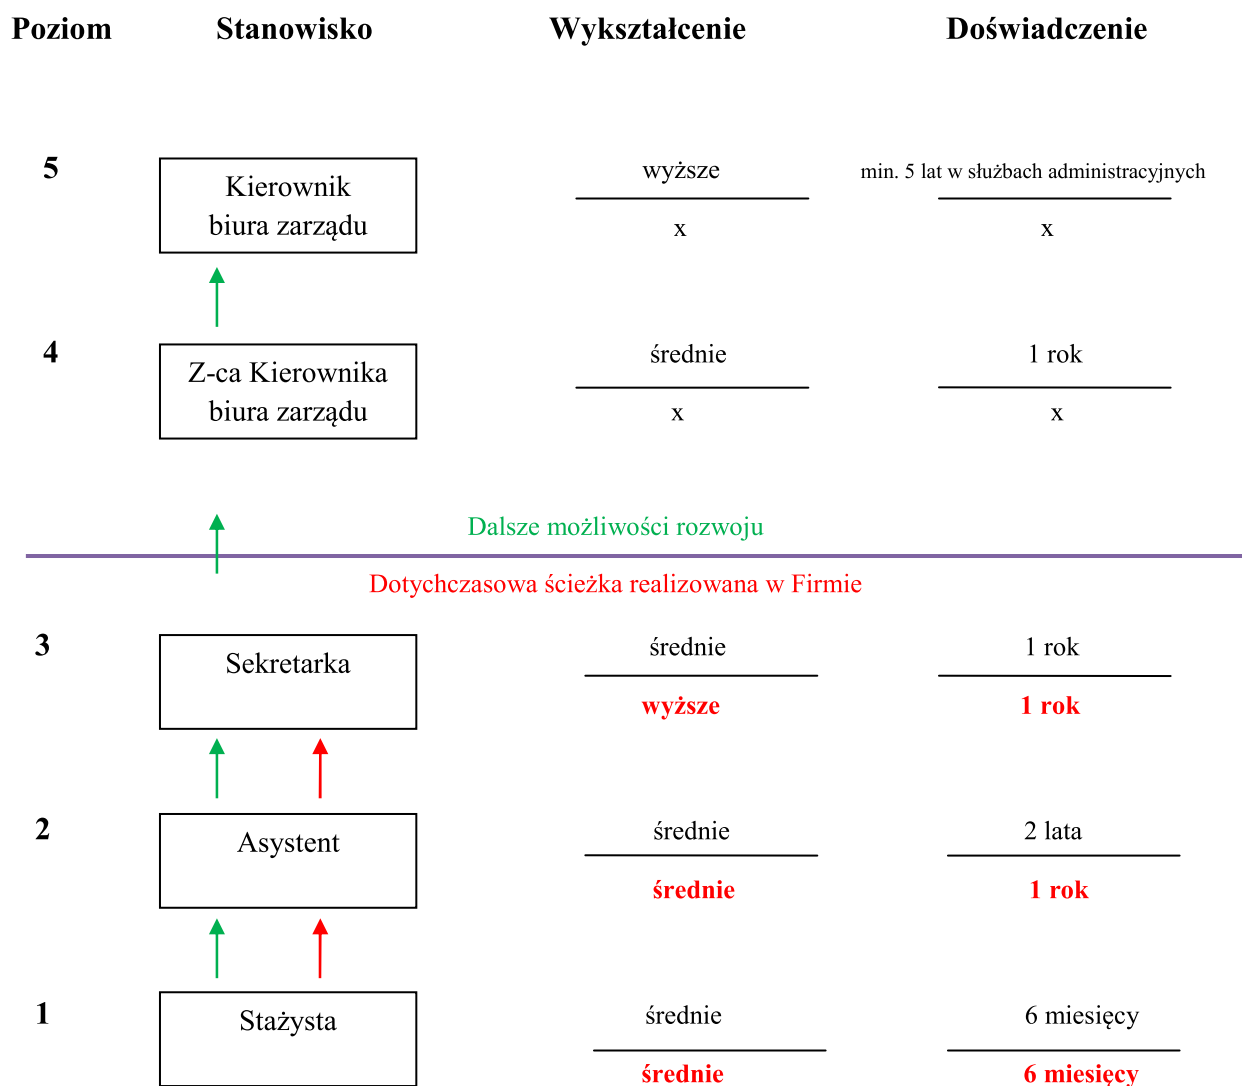 Poziom Stanowisko Wykształcenie Doświadczenie
5 Kierownik biura zarządu wyższe min. 5 lat w służbach administracyjnych
x x
4 Z-ca Kierownika biura zarządu średnie 1 rok
x x
Dalsze możliwości rozwoju
Dotychczasowa ścieżka realizowana w Firmie
3 Sekretarka średnie 1 rok
wyższe 1 rok
2 Asystent średnie 2 lata
średnie 1 rok
1 Stażysta średnie 6 miesięcy
średnie 6 miesięcy